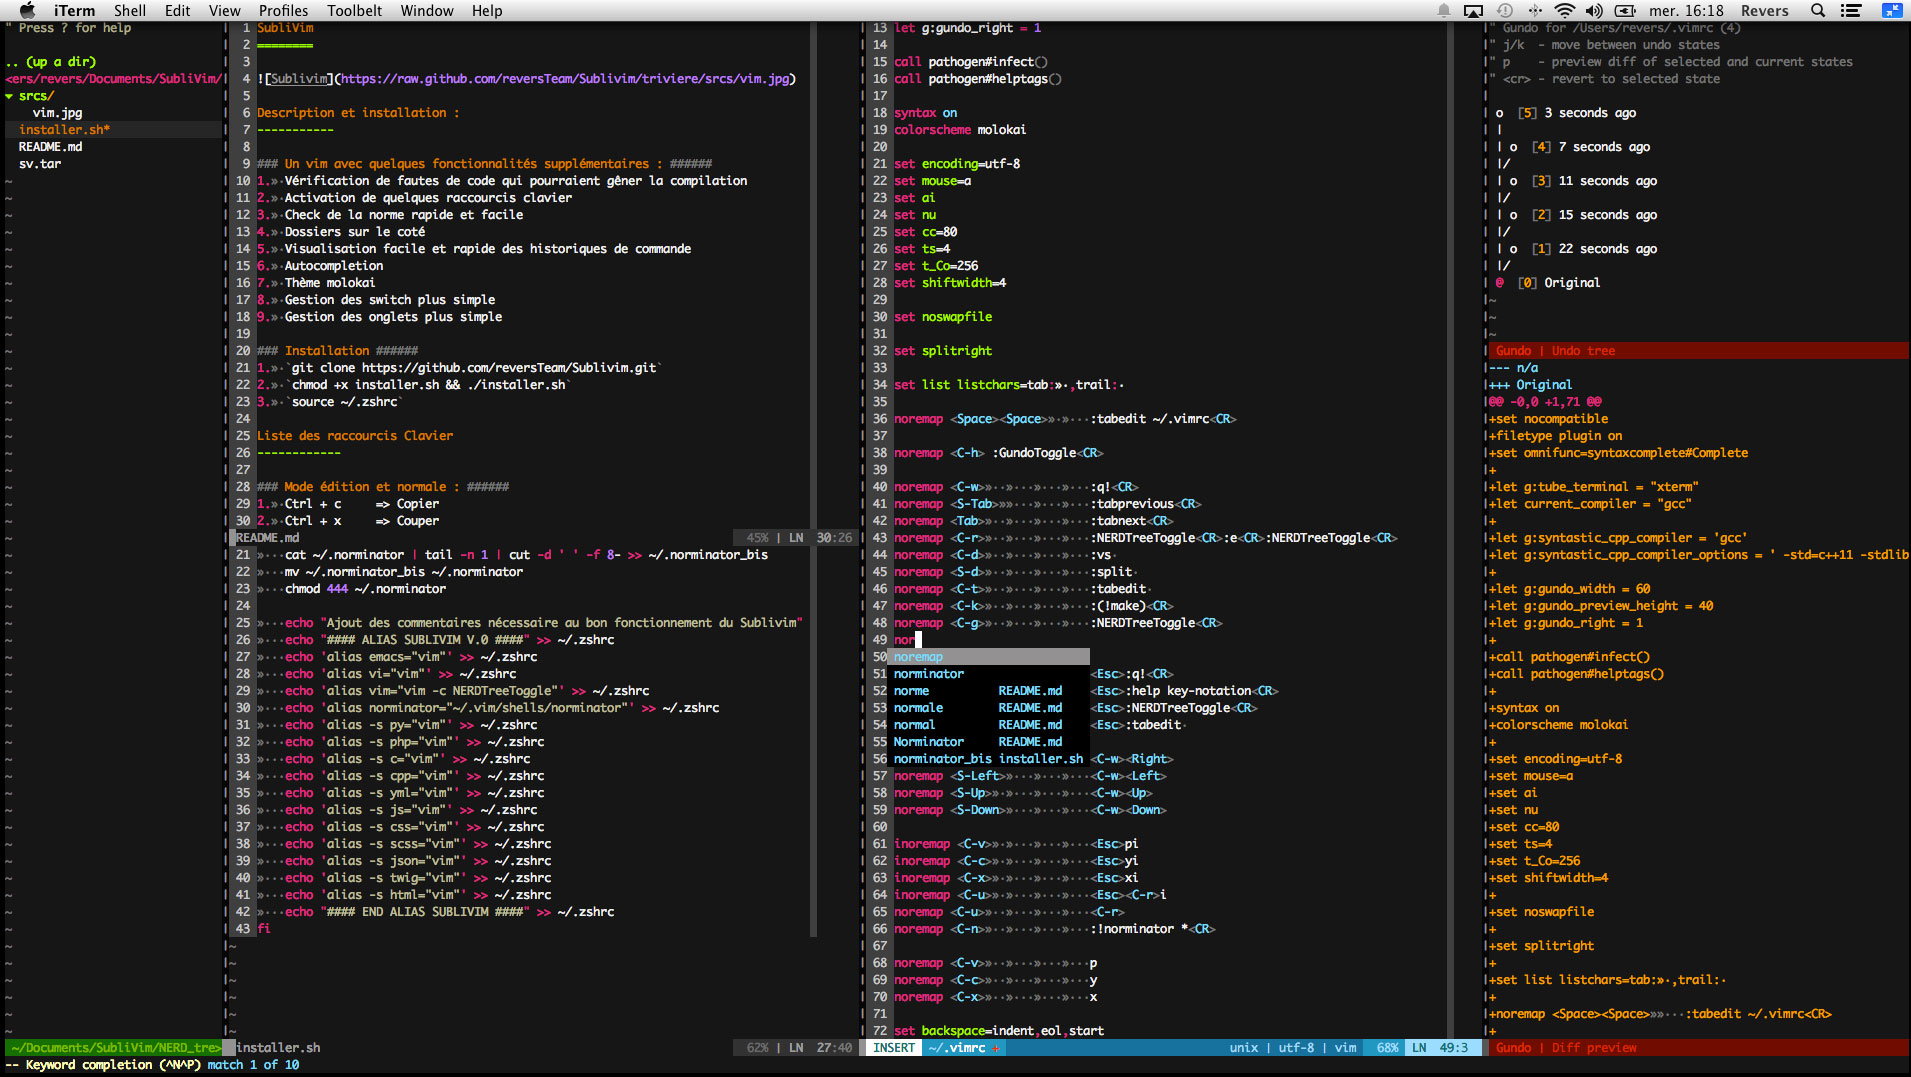 iTerm Shell Edit View Profiles Toolbelt Window Help mer. 16:18 Revers
" Press ? for help
.. (up a dir)
<ers/revers/Documents/SubliVim/
▾ srcs/
vim.jpg
installer.sh*
README.md
sv.tar
~/Documents/SubliVim/NERD_tre>
1 SubliVim
2 ========
3
4 ![Sublivim](https://raw.github.com/reversTeam/Sublivim/triviere/srcs/vim.jpg)
5
6 Description et installation :
7 -----------
8
9 ### Un vim avec quelques fonctionnalités supplémentaires : ######
10 1.»·Vérification de fautes de code qui pourraient gêner la compilation
11 2.»·Activation de quelques raccourcis clavier
12 3.»·Check de la norme rapide et facile
13 4.»·Dossiers sur le coté
14 5.»·Visualisation facile et rapide des historiques de commande
15 6.»·Autocompletion
16 7.»·Thème molokai
17 8.»·Gestion des switch plus simple
18 9.»·Gestion des onglets plus simple
19
20 ### Installation ######
21 1.»·`git clone https://github.com/reversTeam/Sublivim.git`
22 2.»·`chmod +x installer.sh && ./installer.sh`
23 3.»·`source ~/.zshrc`
24
25 Liste des raccourcis Clavier
26 ------------
27
28 ### Mode édition et normale : ######
29 1.»·Ctrl + c     => Copier
30 2.»·Ctrl + x     => Couper
README.md 45% | LN 30:26
21 »···cat ~/.norminator | tail -n 1 | cut -d ' ' -f 8- >> ~/.norminator_bis
22 »···mv ~/.norminator_bis ~/.norminator
23 »···chmod 444 ~/.norminator
24
25 »···echo "Ajout des commentaires nécessaire au bon fonctionnement du Sublivim"
26 »···echo "#### ALIAS SUBLIVIM V.0 ####" >> ~/.zshrc
27 »···echo 'alias emacs="vim"' >> ~/.zshrc
28 »···echo 'alias vi="vim"' >> ~/.zshrc
29 »···echo 'alias vim="vim -c NERDTreeToggle"' >> ~/.zshrc
30 »···echo 'alias norminator="~/.vim/shells/norminator"' >> ~/.zshrc
31 »···echo 'alias -s py="vim"' >> ~/.zshrc
32 »···echo 'alias -s php="vim"' >> ~/.zshrc
33 »···echo 'alias -s c="vim"' >> ~/.zshrc
34 »···echo 'alias -s cpp="vim"' >> ~/.zshrc
35 »···echo 'alias -s yml="vim"' >> ~/.zshrc
36 »···echo 'alias -s js="vim"' >> ~/.zshrc
37 »···echo 'alias -s css="vim"' >> ~/.zshrc
38 »···echo 'alias -s scss="vim"' >> ~/.zshrc
39 »···echo 'alias -s json="vim"' >> ~/.zshrc
40 »···echo 'alias -s twig="vim"' >> ~/.zshrc
41 »···echo 'alias -s html="vim"' >> ~/.zshrc
42 »···echo "#### END ALIAS SUBLIVIM ####" >> ~/.zshrc
43 fi
installer.sh 62% | LN 27:40
13 let g:gundo_right = 1
14
15 call pathogen#infect()
16 call pathogen#helptags()
17
18 syntax on
19 colorscheme molokai
20
21 set encoding=utf-8
22 set mouse=a
23 set ai
24 set nu
25 set cc=80
26 set ts=4
27 set t_Co=256
28 set shiftwidth=4
29
30 set noswapfile
31
32 set splitright
33
34 set list listchars=tab:»·,trail:·
35
36 noremap <Space><Space>»·»···:tabedit ~/.vimrc<CR>
37
38 noremap <C-h> :GundoToggle<CR>
39
40 noremap <C-w>»··»···»···:q!<CR>
41 noremap <S-Tab>»··»···»···:tabprevious<CR>
42 noremap <Tab>»··»···»···:tabnext<CR>
43 noremap <C-r>»··»···»···:NERDTreeToggle<CR>:e<CR>:NERDTreeToggle<CR>
44 noremap <C-d>»··»···»···:vs·
45 noremap <S-d>»··»···»···:split·
46 noremap <C-t>»··»···»···:tabedit·
47 noremap <C-k>»··»···»···:(!make)<CR>
48 noremap <C-g>»··»···»···:NERDTreeToggle<CR>
49 nor
50 noremap
51 norminator <Esc>:q!<CR>
52 norme README.md <Esc>:help key-notation<CR>
53 normale README.md <Esc>:NERDTreeToggle<CR>
54 normal README.md <Esc>:tabedit·
55 Norminator README.md
56 norminator_bis installer.sh <C-w><Right>
57 noremap <S-Left>»··»···»···<C-w><Left>
58 noremap <S-Up>»··»···»···<C-w><Up>
59 noremap <S-Down>»··»···»···<C-w><Down>
60
61 inoremap <C-v>»··»···»···<Esc>pi
62 inoremap <C-c>»··»···»···<Esc>yi
63 inoremap <C-x>»··»···»···<Esc>xi
64 inoremap <C-u>»··»···»···<Esc><C-r>i
65 noremap <C-u>»··»···»···<C-r>
66 noremap <C-n>»··»···»···:!norminator *<CR>
67
68 noremap <C-v>»··»···»···p
69 noremap <C-c>»··»···»···y
70 noremap <C-x>»··»···»···x
71
72 set backspace=indent,eol,start
INSERT ~/.vimrc + unix | utf-8 | vim 68% LN 49:3
" Gundo for /Users/revers/.vimrc (4)
" j/k - move between undo states
" p - preview diff of selected and current states
" <cr> - revert to selected state
o [5] 3 seconds ago
|
| o [4] 7 seconds ago
|/
| o [3] 11 seconds ago
|/
| o [2] 15 seconds ago
|/
| o [1] 22 seconds ago
|/
@ [0] Original
Gundo | Undo tree
--- n/a
+++ Original
@@ -0,0 +1,71 @@
+set nocompatible
+filetype plugin on
+set omnifunc=syntaxcomplete#Complete
+
+let g:tube_terminal = "xterm"
+let current_compiler = "gcc"
+
+let g:syntastic_cpp_compiler = 'gcc'
+let g:syntastic_cpp_compiler_options = ' -std=c++11 -stdlib
+
+let g:gundo_width = 60
+let g:gundo_preview_height = 40
+let g:gundo_right = 1
+
+call pathogen#infect()
+call pathogen#helptags()
+
+syntax on
+colorscheme molokai
+
+set encoding=utf-8
+set mouse=a
+set ai
+set nu
+set cc=80
+set ts=4
+set t_Co=256
+set shiftwidth=4
+
+set noswapfile
+
+set splitright
+
+set list listchars=tab:»·,trail:·
+
+noremap <Space><Space>»»···:tabedit ~/.vimrc<CR>
+
Gundo | Diff preview
-- Keyword completion (^N^P) match 1 of 10